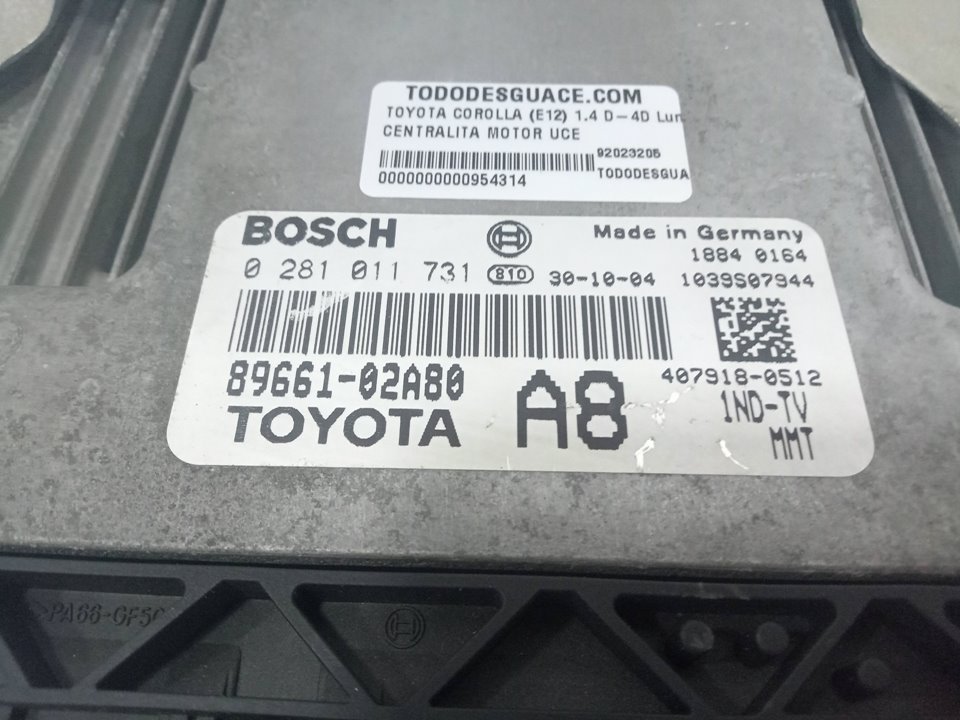 TODODESGUACE.COM
TOYOTA COROLLA (E12) 1.4 D-4D Lun
CENTRALITA MOTOR UCE
92023205
0000000000954314 TODODESGUA
BOSCH Made in Germany
1884 0164
0 281 011 731 810 30-10-04 1039S07944
89661-02A80 407918-0512
TOYOTA A8 1ND-TV
MMT
>PA66-GF50